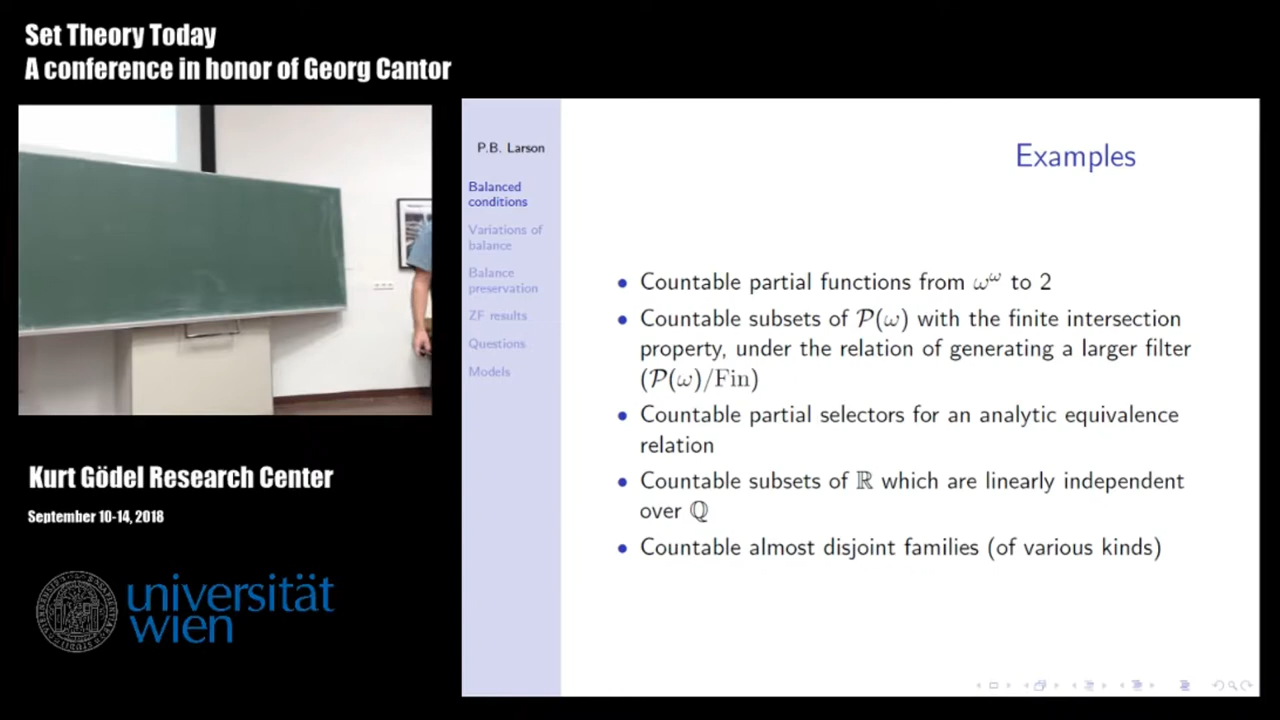 Set Theory Today
A conference in honor of Georg Cantor
P.B. Larson
Balanced
conditions
Variations of
balance
Balance
preservation
ZF results
Questions
Models
Examples
• Countable partial functions from ω^ω to 2
• Countable subsets of 𝒫(ω) with the finite intersection
property, under the relation of generating a larger filter
(𝒫(ω)/Fin)
• Countable partial selectors for an analytic equivalence
relation
• Countable subsets of ℝ which are linearly independent
over ℚ
• Countable almost disjoint families (of various kinds)
Kurt Gödel Research Center
September 10-14, 2018
universität
wien